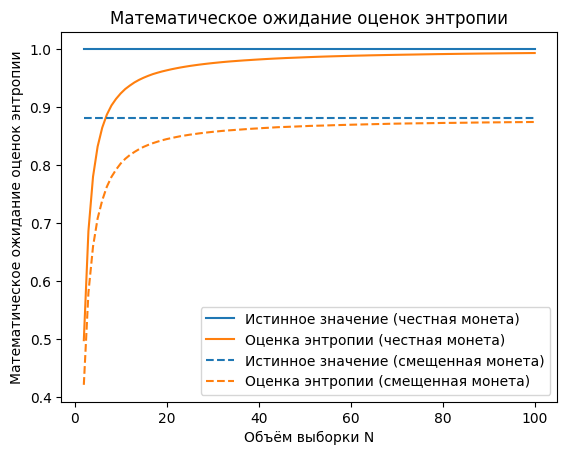 Математическое ожидание оценок энтропии
Математическое ожидание оценок энтропии
1.0
0.9
0.8
0.7
0.6
0.5
0.4
Истинное значение (честная монета)
Оценка энтропии (честная монета)
Истинное значение (смещенная монета)
Оценка энтропии (смещенная монета)
0 20 40 60 80 100
Объём выборки N